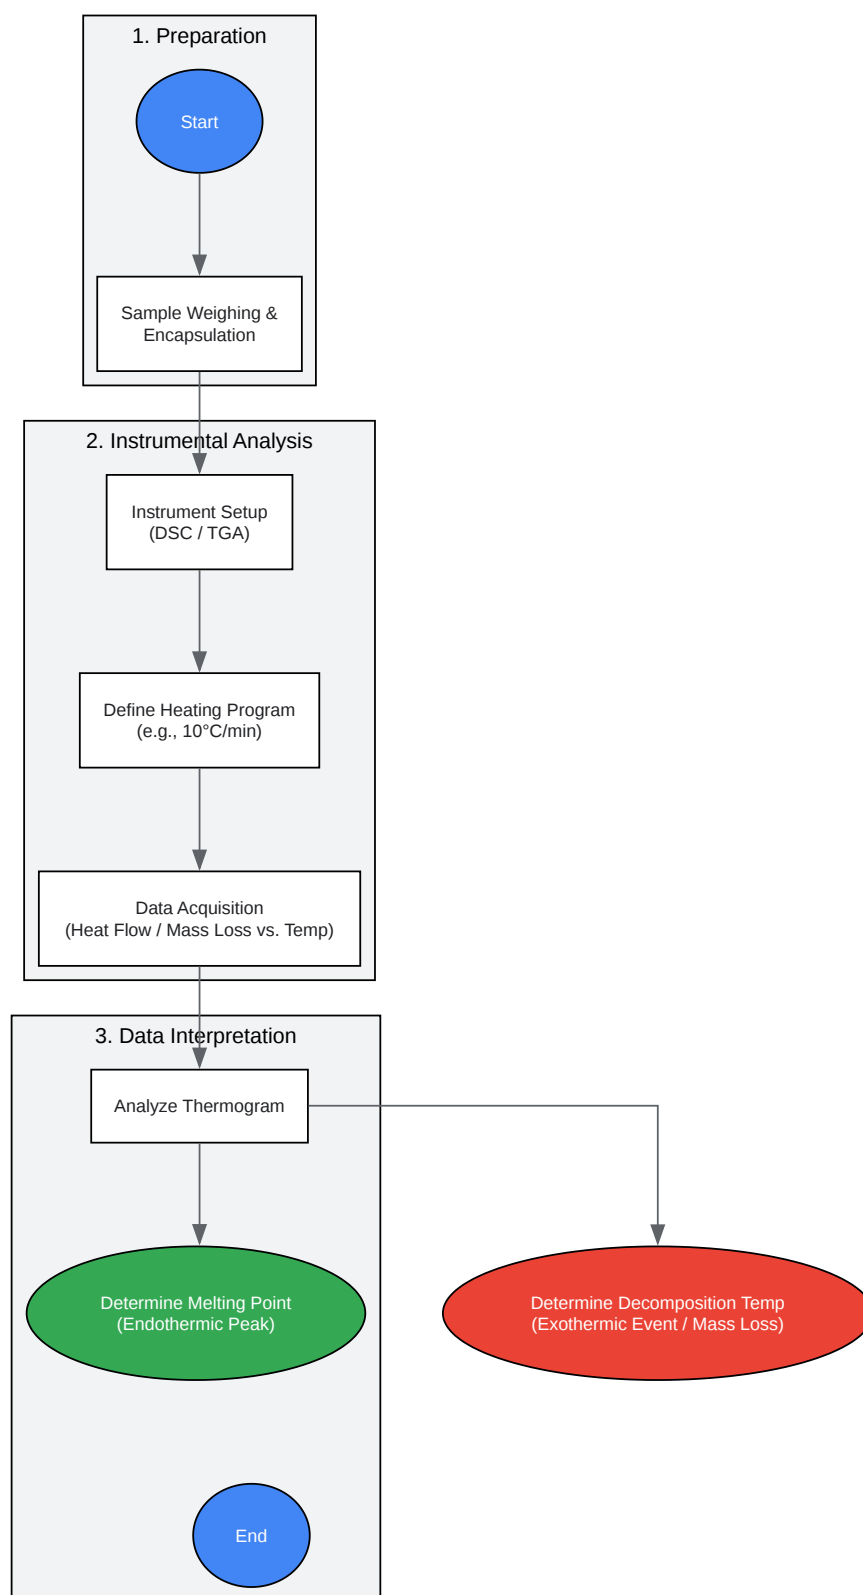 1. Preparation
Start
Sample Weighing &
Encapsulation
2. Instrumental Analysis
Instrument Setup
(DSC / TGA)
Define Heating Program
(e.g., 10°C/min)
Data Acquisition
(Heat Flow / Mass Loss vs. Temp)
3. Data Interpretation
Analyze Thermogram
Determine Melting Point
(Endothermic Peak)
Determine Decomposition Temp
(Exothermic Event / Mass Loss)
End